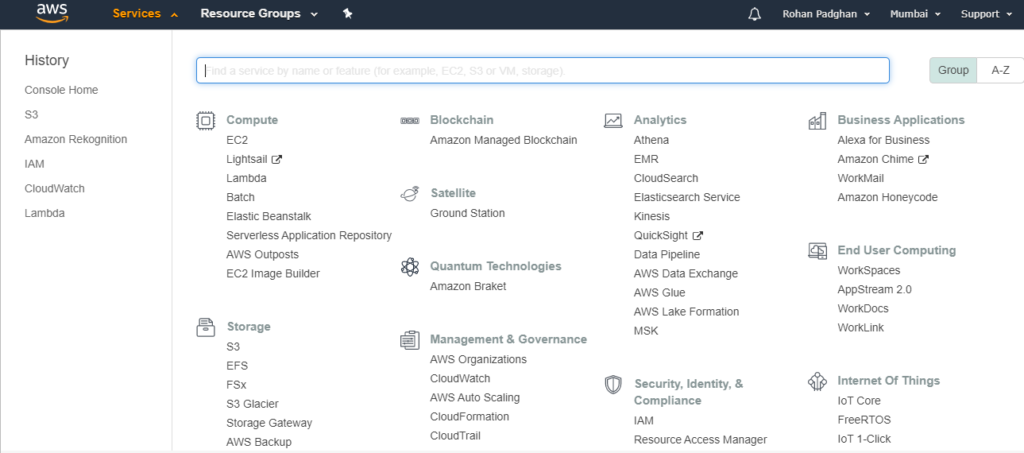 aws
Services
Resource Groups
Rohan Padghan
Mumbai
Support
History
Console Home
S3
Amazon Rekognition
IAM
CloudWatch
Lambda
Find a service by name or feature (for example, EC2, S3 or VM, storage).
Group
A-Z
Compute
EC2
Lightsail
Lambda
Batch
Elastic Beanstalk
Serverless Application Repository
AWS Outposts
EC2 Image Builder
Storage
S3
EFS
FSx
S3 Glacier
Storage Gateway
AWS Backup
Blockchain
Amazon Managed Blockchain
Satellite
Ground Station
Quantum Technologies
Amazon Braket
Management & Governance
AWS Organizations
CloudWatch
AWS Auto Scaling
CloudFormation
CloudTrail
Analytics
Athena
EMR
CloudSearch
Elasticsearch Service
Kinesis
QuickSight
Data Pipeline
AWS Data Exchange
AWS Glue
AWS Lake Formation
MSK
Security, Identity, &
Compliance
IAM
Resource Access Manager
Business Applications
Alexa for Business
Amazon Chime
WorkMail
Amazon Honeycode
End User Computing
WorkSpaces
AppStream 2.0
WorkDocs
WorkLink
Internet Of Things
IoT Core
FreeRTOS
IoT 1-Click